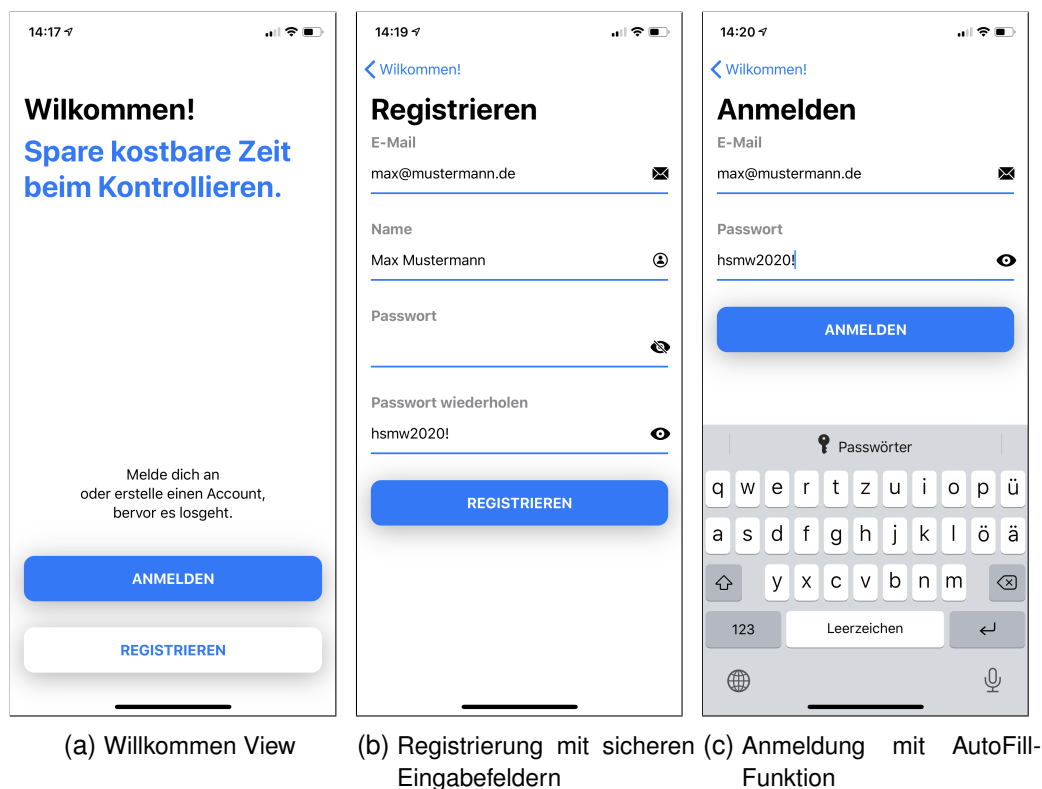 14:17
Wilkommen!
Spare kostbare Zeit
beim Kontrollieren.
Melde dich an
oder erstelle einen Account,
bervor es losgeht.
ANMELDEN
REGISTRIEREN
(a) Willkommen View
14:19
Wilkommen!
Registrieren
E-Mail
max@mustermann.de
Name
Max Mustermann
Passwort
Passwort wiederholen
hsmw2020!
REGISTRIEREN
(b) Registrierung mit sicheren
Eingabefeldern
14:20
Wilkommen!
Anmelden
E-Mail
max@mustermann.de
Passwort
hsmw2020!
ANMELDEN
Passwörter
q w e r t z u i o p ü
a s d f g h j k l ö ä
y x c v b n m
123 Leerzeichen
(c) Anmeldung mit AutoFill-
Funktion